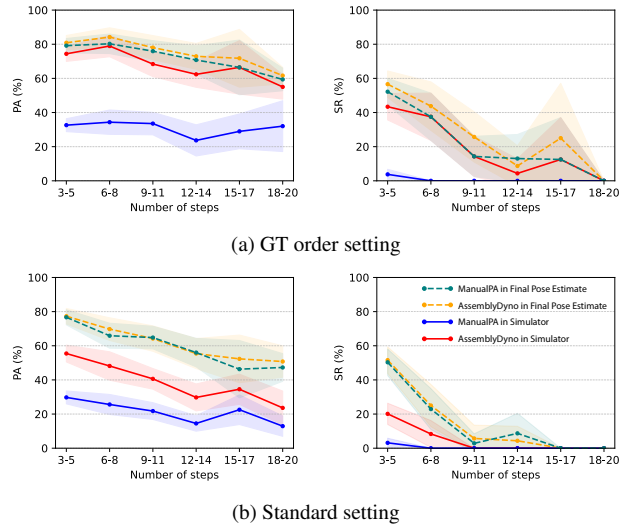 100
80
60
40
20
0
PA (%)
3-5 6-8 9-11 12-14 15-17 18-20
Number of steps
100
80
60
40
20
0
SR (%)
3-5 6-8 9-11 12-14 15-17 18-20
Number of steps
(a) GT order setting
100
80
60
40
20
0
PA (%)
3-5 6-8 9-11 12-14 15-17 18-20
Number of steps
100
80
60
40
20
0
SR (%)
ManualPA in Final Pose Estimate
AssemblyDyno in Final Pose Estimate
ManualPA in Simulator
AssemblyDyno in Simulator
3-5 6-8 9-11 12-14 15-17 18-20
Number of steps
(b) Standard setting